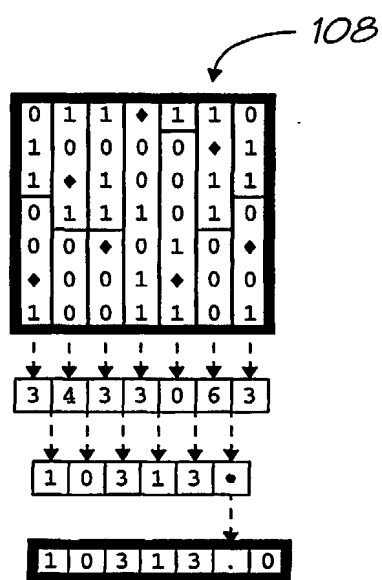 108
0 1 1 ♦ 1 1 0
1 0 0 0 0 ♦ 1
1 ♦ 1 0 0 1 1
0 1 1 1 0 1 0
0 0 ♦ 0 1 0 ♦
♦ 0 0 1 ♦ 0 0
1 0 0 1 1 0 1
3 4 3 3 0 6 3
1 0 3 1 3 •
1 0 3 1 3 . 0